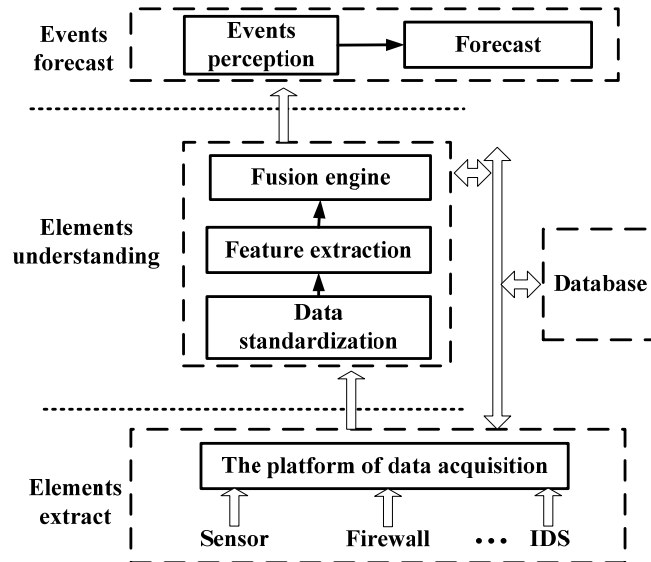 Events
forecast
Events
perception
Forecast
Elements
understanding
Fusion engine
Feature extraction
Data
standardization
Database
Elements
extract
The platform of data acquisition
Sensor
Firewall
•••
IDS